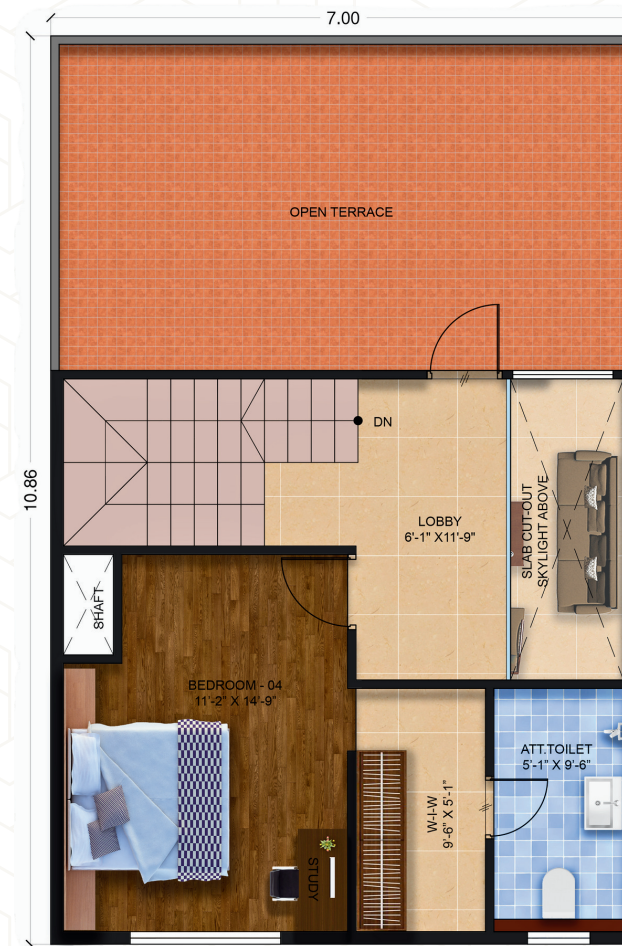 7.00
OPEN TERRACE
DN
10.86
LOBBY
6'-1" X11'-9"
SLAB CUT-OUT
SKYLIGHT ABOVE
SHAFT
BEDROOM - 04
11'-2" X 14'-9"
ATT.TOILET
5'-1" X 9'-6"
W-I-W
9'-6" X 5'-1"
STUDY